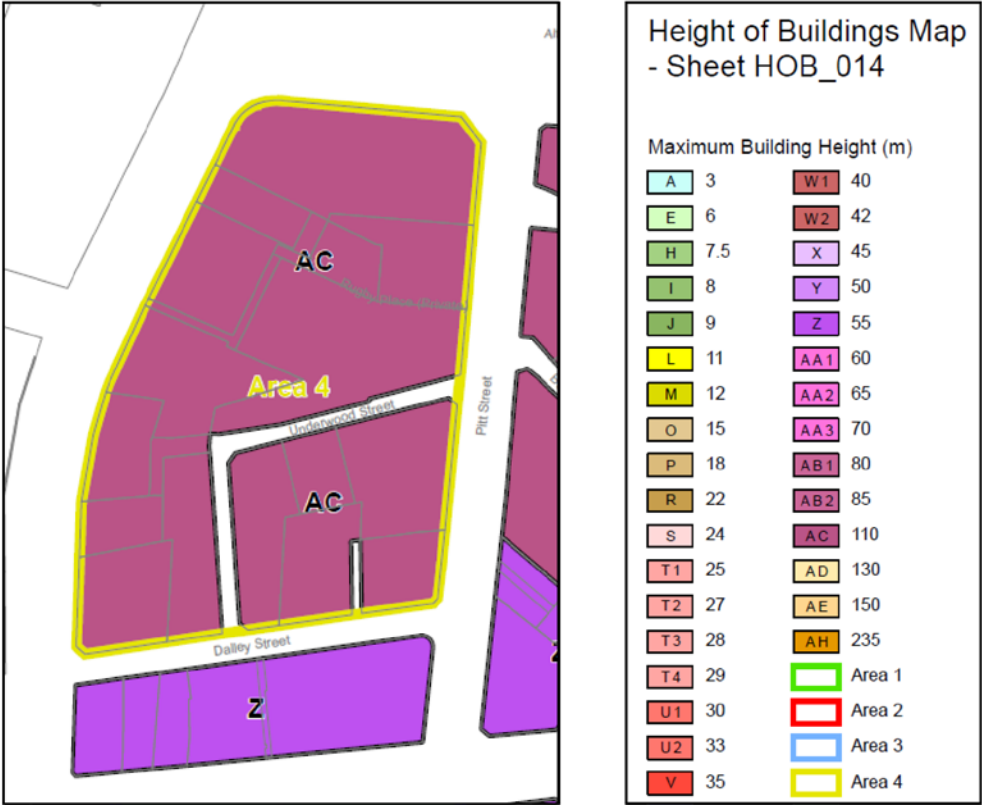 Al
AC
Rugby Place (Private)
Area 4
Underwood Street
Pitt Street
AC
Dalley Street
Z
Height of Buildings Map
- Sheet HOB_014
Maximum Building Height (m)
A 3
E 6
H 7.5
I 8
J 9
L 11
M 12
O 15
P 18
R 22
S 24
T1 25
T2 27
T3 28
T4 29
U1 30
U2 33
V 35
W1 40
W2 42
X 45
Y 50
Z 55
AA1 60
AA2 65
AA3 70
AB1 80
AB2 85
AC 110
AD 130
AE 150
AH 235
Area 1
Area 2
Area 3
Area 4